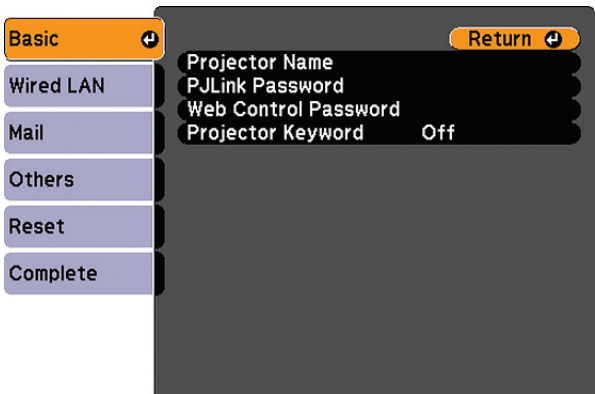 Basic
Wired LAN
Mail
Others
Reset
Complete
Return
Projector Name
PJLink Password
Web Control Password
Projector Keyword Off